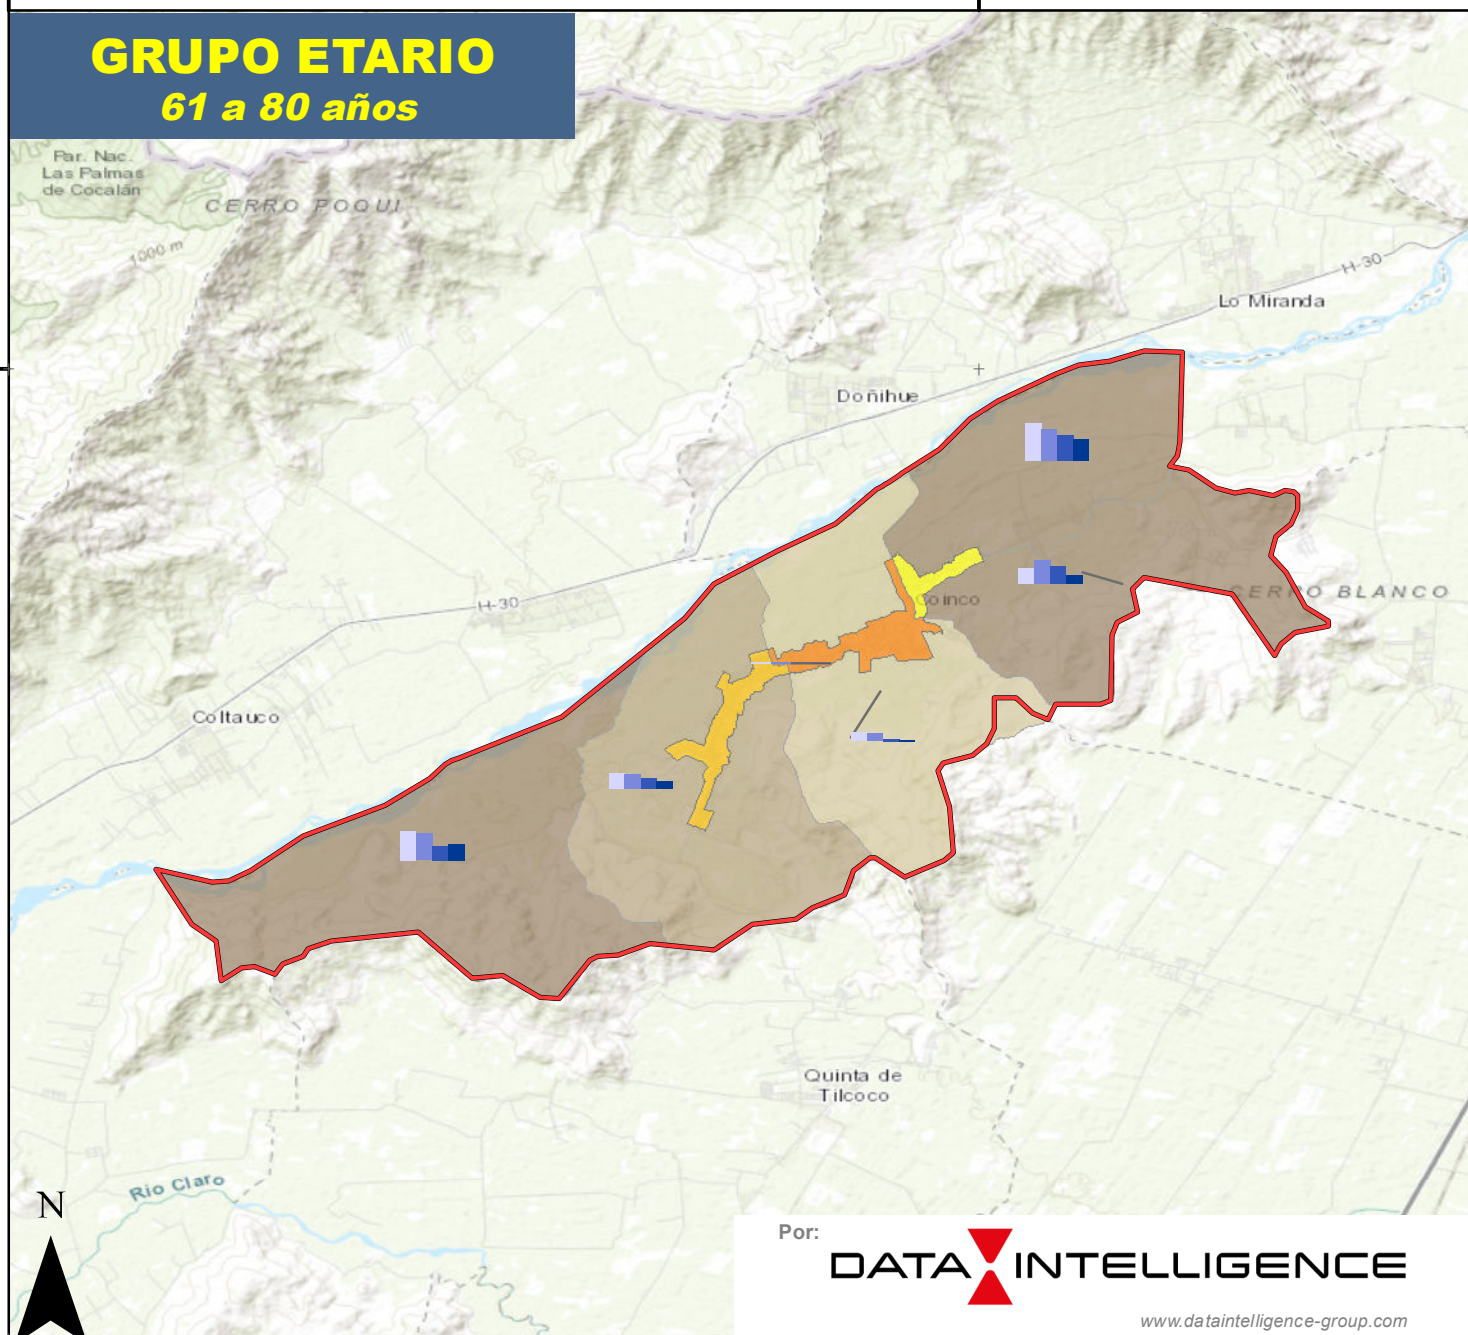 GRUPO ETARIO
61 a 80 años
Par. Nac.
Las Palmas
de Cocalán
CERRO POQUI
1000 m
H-30
Lo Miranda
Doñihue
CERRO BLANCO
Coinco
H-30
Coltauco
Quinta de
Tilcoco
Rio Claro
N
Por:
DATA INTELLIGENCE
www.dataintelligence-group.com